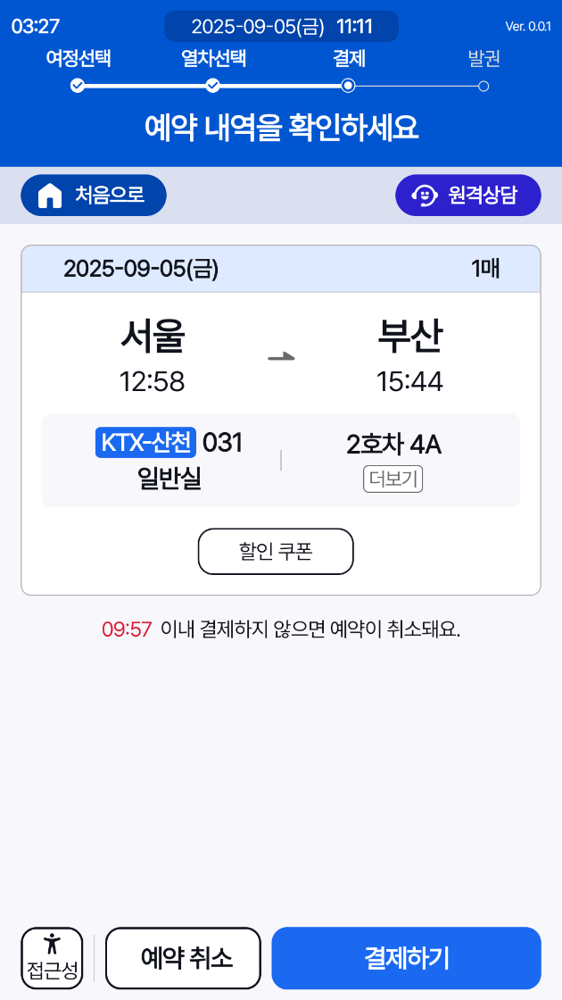 03:27 2025-09-05(금) 11:11 Ver. 0.0.1
여정선택 열차선택 결제 발권
예약 내역을 확인하세요
처음으로 원격상담
2025-09-05(금) 1매
서울 부산
12:58 15:44
KTX-산천 031 2호차 4A
일반실 더보기
할인 쿠폰
09:57 이내 결제하지 않으면 예약이 취소돼요.
접근성 예약 취소 결제하기